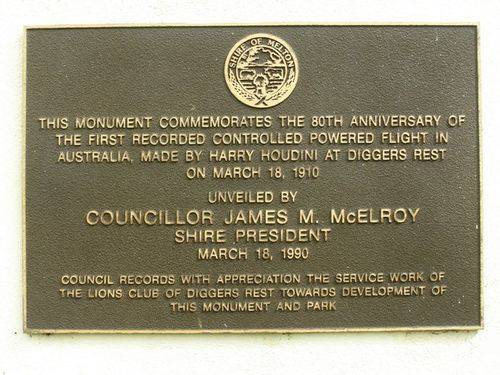 SHIRE OF MELTON
THIS MONUMENT COMMEMORATES THE 80TH ANNIVERSARY OF
THE FIRST RECORDED CONTROLLED POWERED FLIGHT IN
AUSTRALIA, MADE BY HARRY HOUDINI AT DIGGERS REST
ON MARCH 18, 1910
UNVEILED BY
COUNCILLOR JAMES M. McELROY
SHIRE PRESIDENT
MARCH 18, 1990
COUNCIL RECORDS WITH APPRECIATION THE SERVICE WORK OF
THE LIONS CLUB OF DIGGERS REST TOWARDS DEVELOPMENT OF
THIS MONUMENT AND PARK